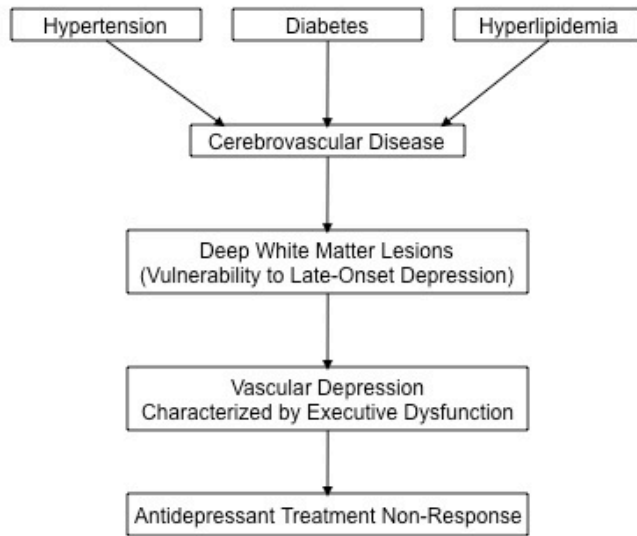 Hypertension
Diabetes
Hyperlipidemia
Cerebrovascular Disease
Deep White Matter Lesions
(Vulnerability to Late-Onset Depression)
Vascular Depression
Characterized by Executive Dysfunction
Antidepressant Treatment Non-Response